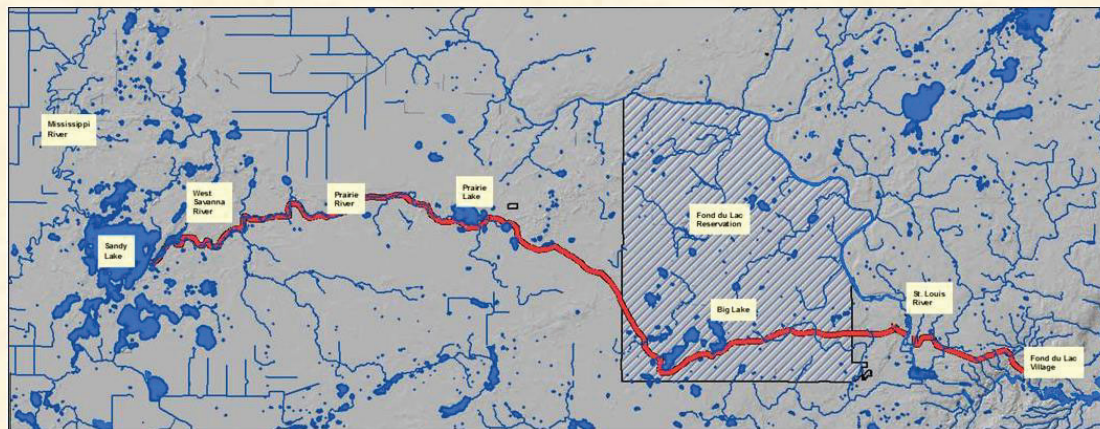 Mississippi
River
West
Savanna
River
Sandy
Lake
Prairie
River
Prairie
Lake
Fond du Lac
Reservation
Big Lake
St. Louis
River
Fond du Lac
Village